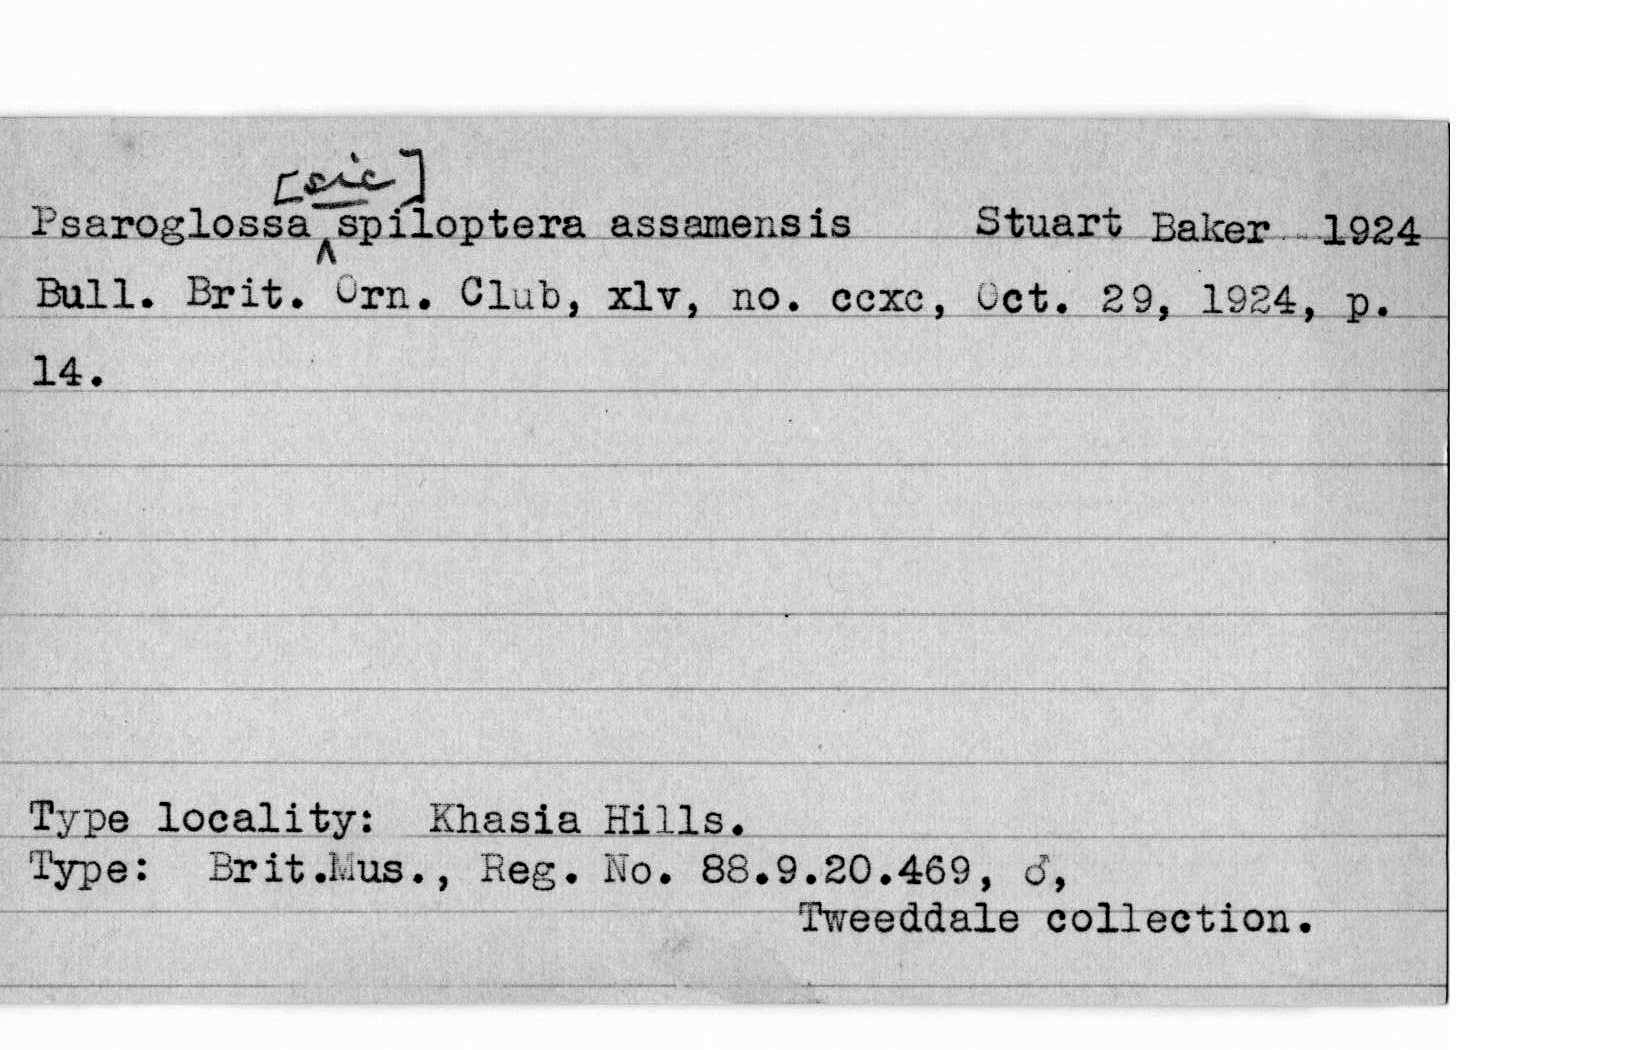 [sic]
Psaroglossa ‸ spiloptera assamensis Stuart Baker 1924
Bull. Brit. Orn. Club, xlv, no. ccxc, Oct. 29, 1924, p.
14.
Type locality: Khasia Hills.
Type: Brit.Mus., Reg. No. 88.9.20.469, ♂,
Tweeddale collection.